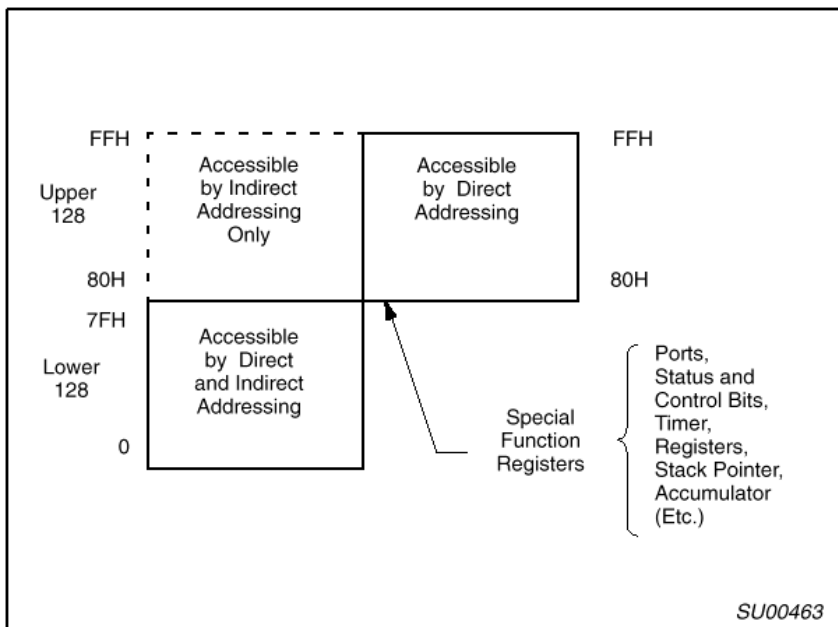 FFH
Upper
128
80H
Accessible
by Indirect
Addressing
Only
Accessible
by Direct
Addressing
FFH
80H
7FH
Lower
128
0
Accessible
by Direct
and Indirect
Addressing
Special
Function
Registers
Ports,
Status and
Control Bits,
Timer,
Registers,
Stack Pointer,
Accumulator
(Etc.)
SU00463